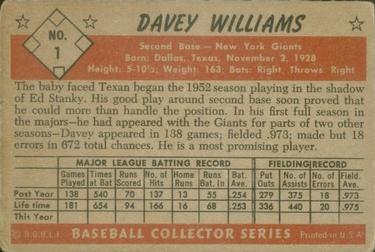 NO. 1
DAVEY WILLIAMS
Second Base — New York Giants
Born: Dallas, Texas, November 2, 1928
Height: 5-10½; Weight: 163; Bats: Right, Throws Right
The baby faced Texan began the 1952 season playing in the shadow
of Ed Stanky. His good play around second base soon proved that
he could more than handle the position. In his first full season in
the majors—he had appeared with the Giants for parts of two other
seasons—Davey appeared in 138 games; fielded .973; made but 18
errors in 672 total chances. He is a most promising player.
MAJOR LEAGUE BATTING RECORD FIELDING RECORD
Games Played Times at Bat Runs Scored No. Hits Home Runs Runs Bat. In Bat. Ave. Put Outs No. of Assists No. of Errors Field. Av.
Past Year 138 540 70 137 13 55 .254 279 375 18 .973
Life time 181 654 94 166 16 68 .253 336 440 20 .975
This Year
© B.G.H.L.I. BASEBALL COLLECTOR SERIES Printed in U.S.A.